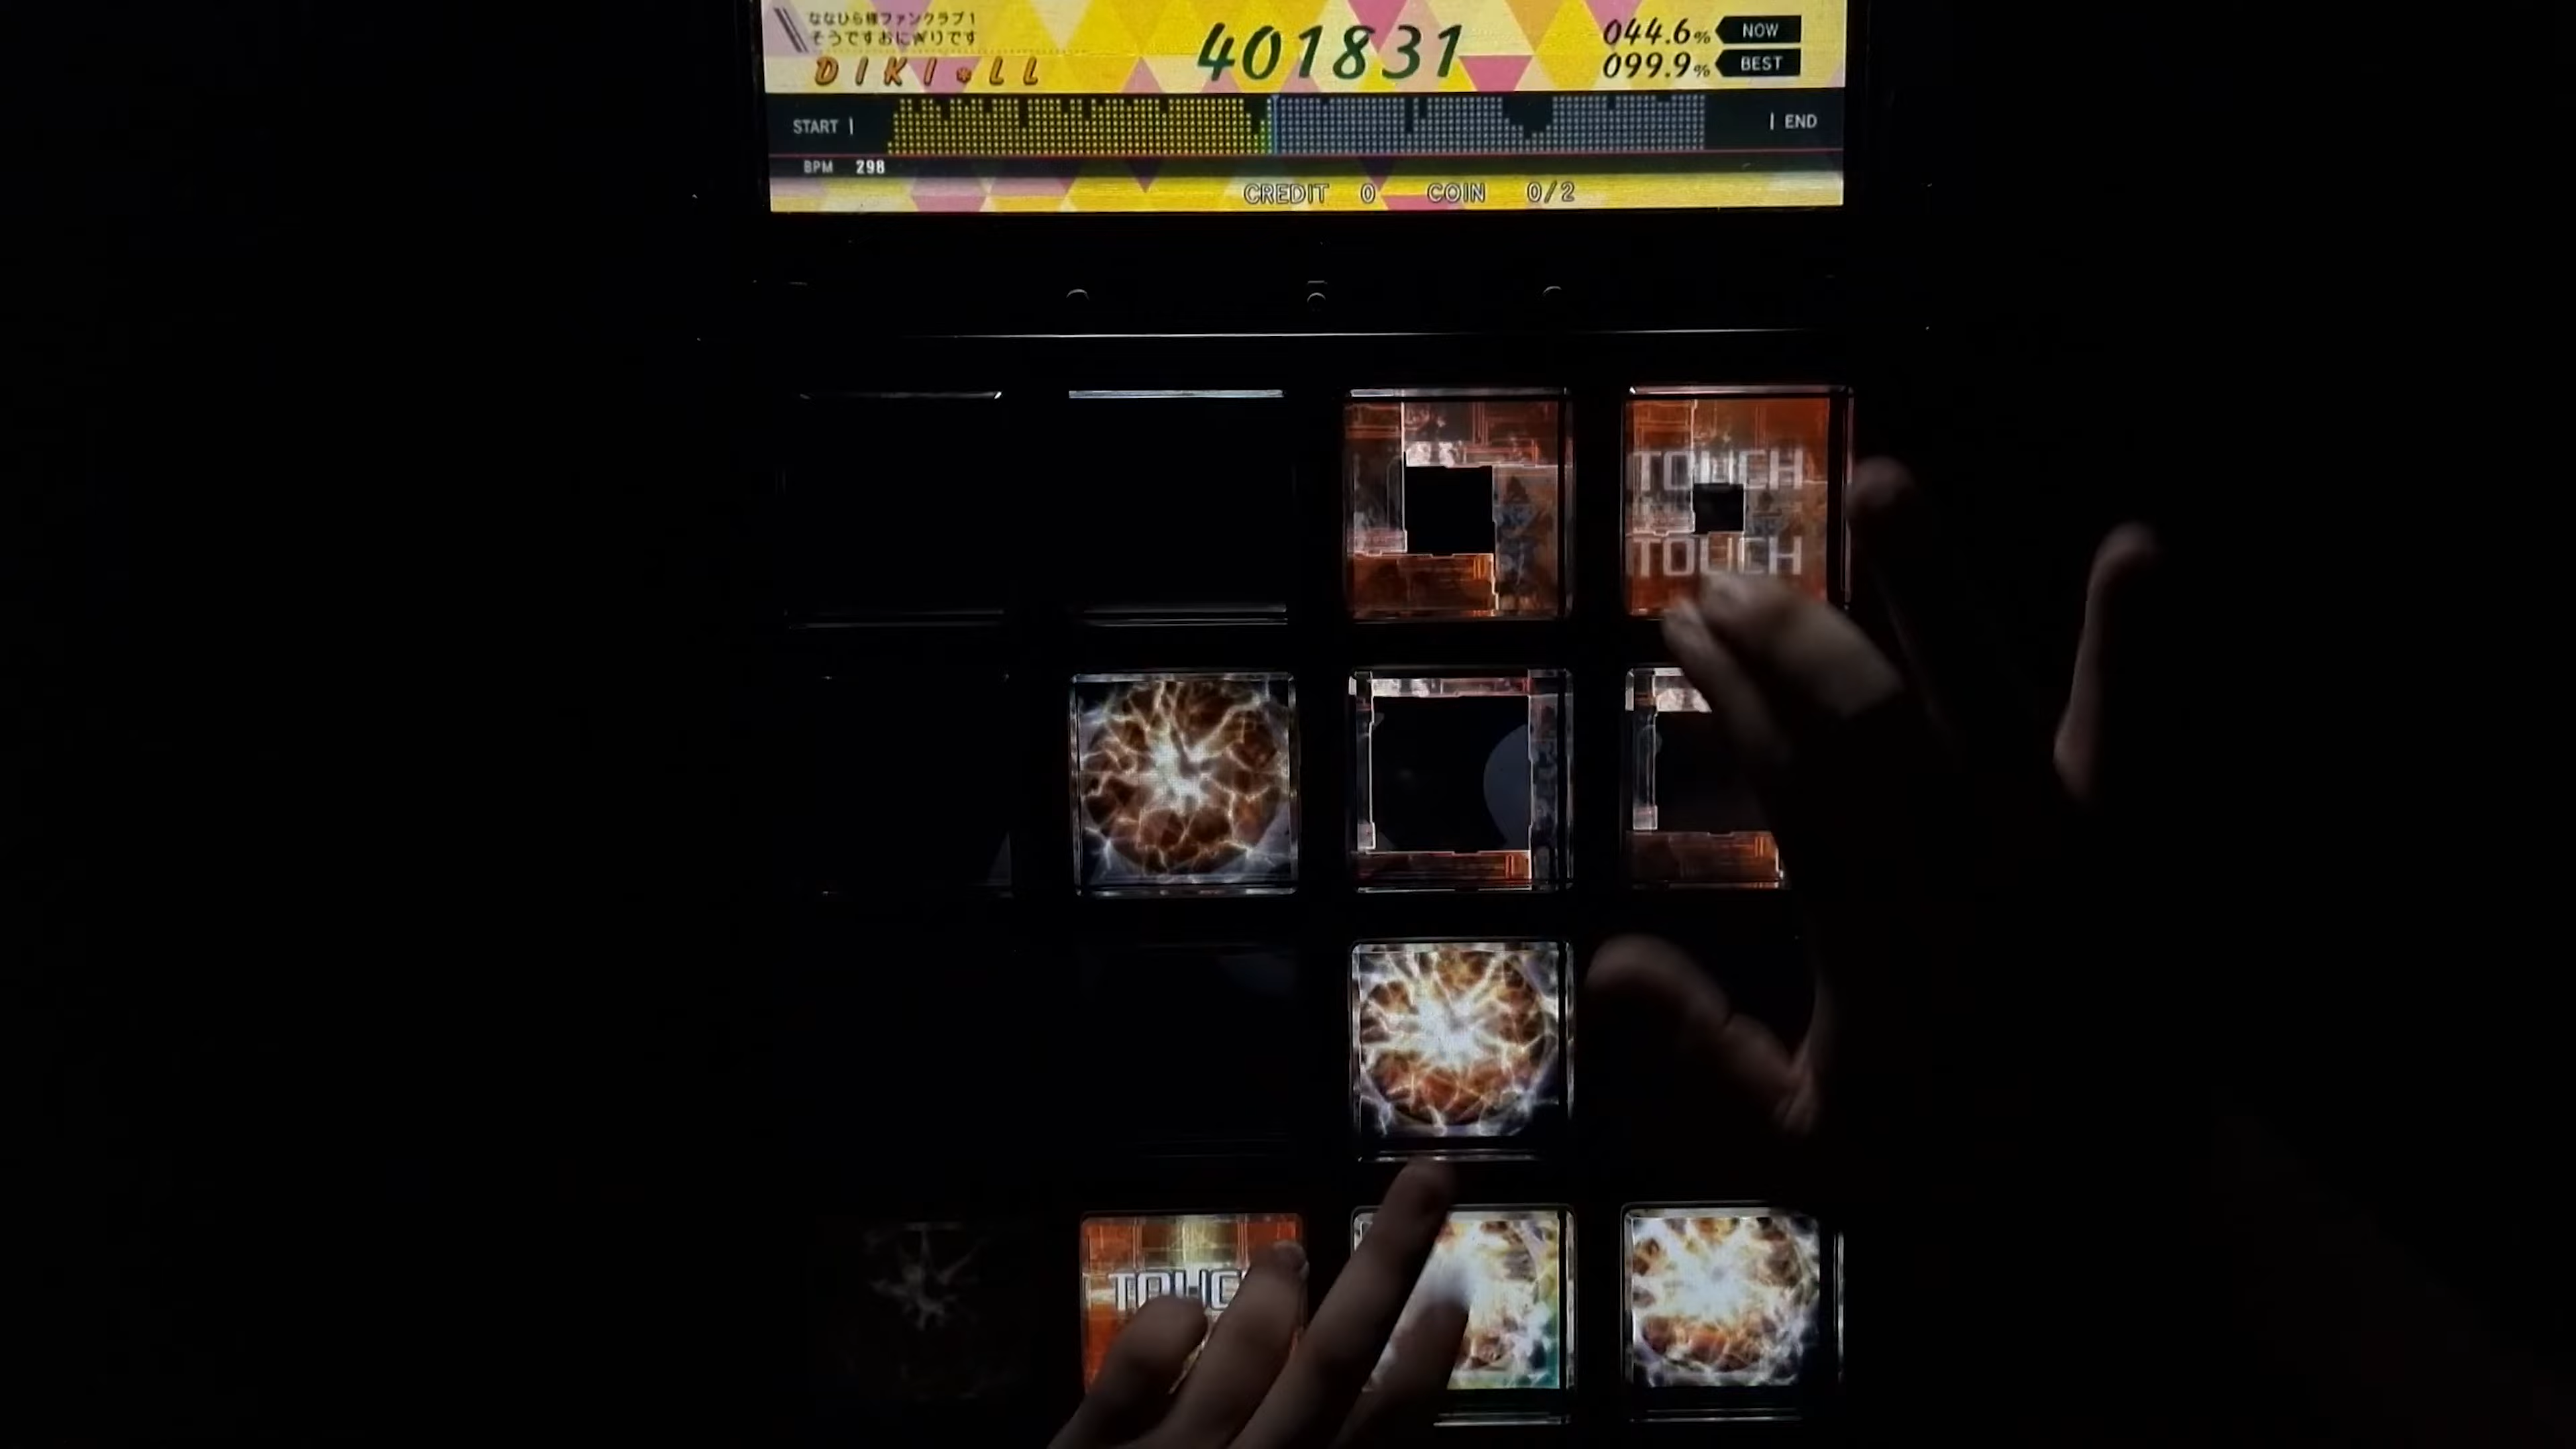 ななひら様ファンクラブ1
そうですおにぎりです
DIKI*LL
401831
044.6% NOW
099.9% BEST
START
END
BPM 298
CREDIT 0 COIN 0/2
TOUCH
TOUCH